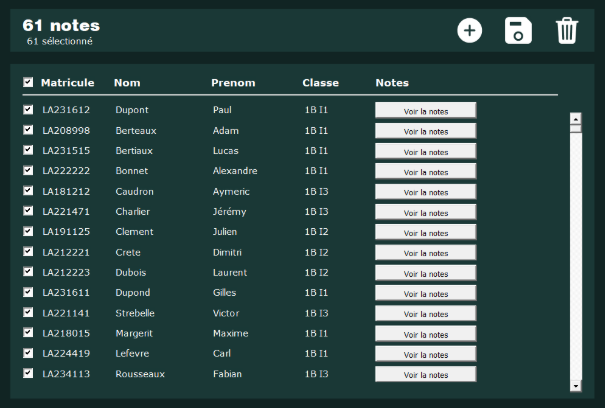 61 notes
61 sélectionné
Matricule Nom Prenom Classe Notes
LA231612 Dupont Paul 1B I1 Voir la notes
LA208998 Berteaux Adam 1B I1 Voir la notes
LA231515 Bertiaux Lucas 1B I1 Voir la notes
LA222222 Bonnet Alexandre 1B I1 Voir la notes
LA181212 Caudron Aymeric 1B I3 Voir la notes
LA221471 Charlier Jérémy 1B I3 Voir la notes
LA191125 Clement Julien 1B I2 Voir la notes
LA212221 Crete Dimitri 1B I2 Voir la notes
LA212223 Dubois Laurent 1B I2 Voir la notes
LA231611 Dupond Gilles 1B I1 Voir la notes
LA221141 Strebelle Victor 1B I3 Voir la notes
LA218015 Margerit Maxime 1B I1 Voir la notes
LA224419 Lefevre Carl 1B I1 Voir la notes
LA234113 Rousseaux Fabian 1B I3 Voir la notes